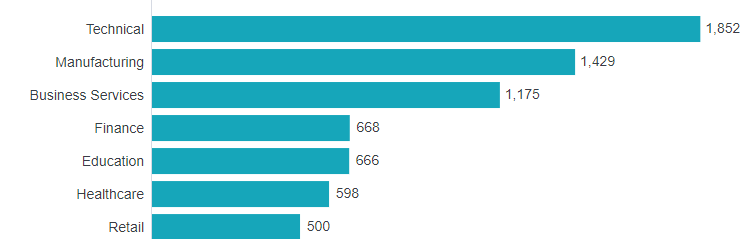 Technical 1,852
Manufacturing 1,429
Business Services 1,175
Finance 668
Education 666
Healthcare 598
Retail 500